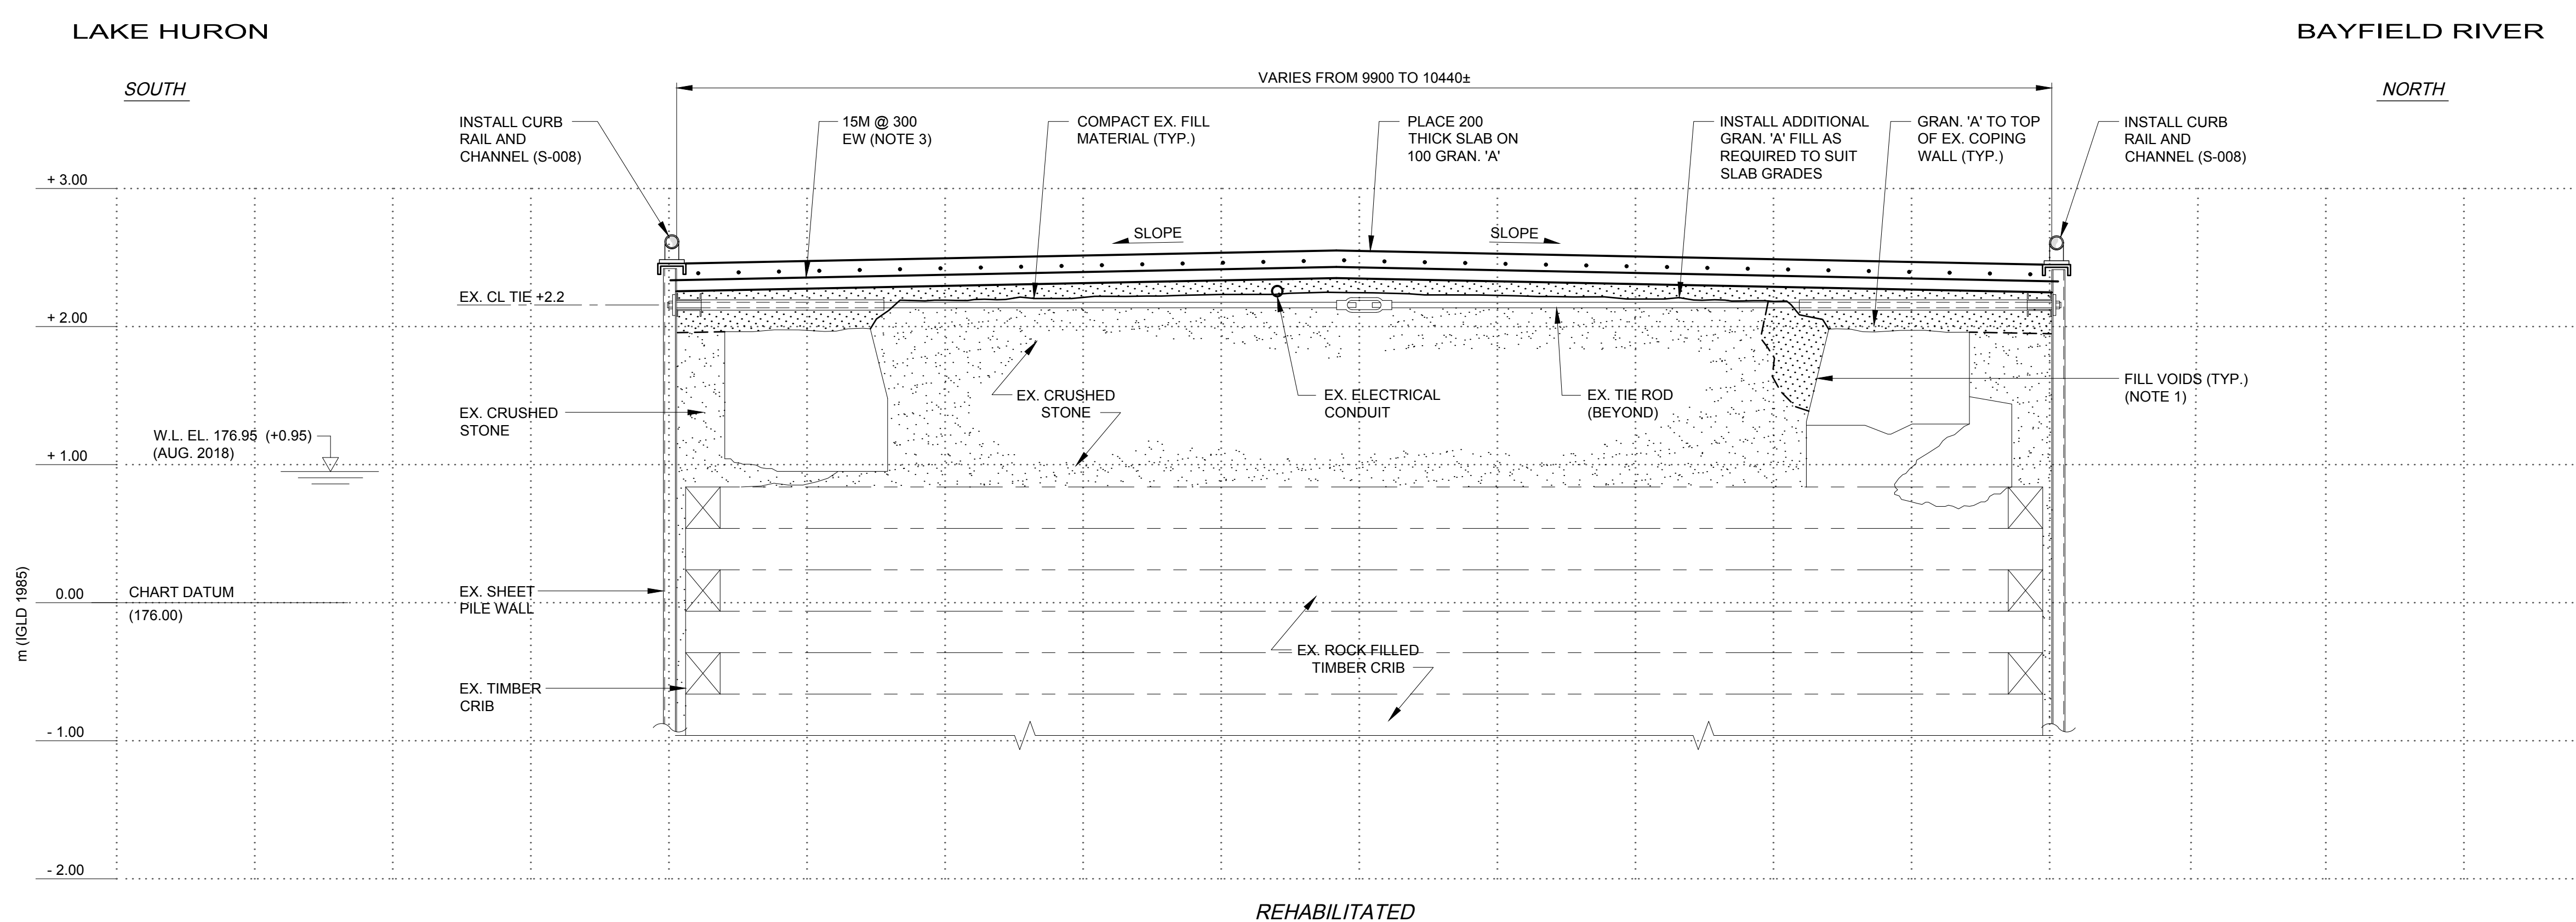 LAKE HURON
BAYFIELD RIVER
SOUTH
VARIES FROM 9900 TO 10440±
NORTH
INSTALL CURB
RAIL AND
CHANNEL (S-008)
15M @ 300
EW (NOTE 3)
COMPACT EX. FILL
MATERIAL (TYP.)
PLACE 200
THICK SLAB ON
100 GRAN. 'A'
INSTALL ADDITIONAL
GRAN. 'A' FILL AS
REQUIRED TO SUIT
SLAB GRADES
GRAN. 'A' TO TOP
OF EX. COPING
WALL (TYP.)
INSTALL CURB
RAIL AND
CHANNEL (S-008)
+ 3.00
SLOPE
SLOPE
EX. CL TIE +2.2
+ 2.00
EX. CRUSHED
STONE
EX. CRUSHED
STONE
EX. ELECTRICAL
CONDUIT
EX. TIE ROD
(BEYOND)
FILL VOIDS (TYP.)
(NOTE 1)
W.L. EL. 176.95 (+0.95)
(AUG. 2018)
+ 1.00
m (IGLD 1985)
0.00
CHART DATUM
(176.00)
EX. SHEET
PILE WALL
EX. ROCK FILLED
TIMBER CRIB
EX. TIMBER
CRIB
- 1.00
- 2.00
REHABILITATED